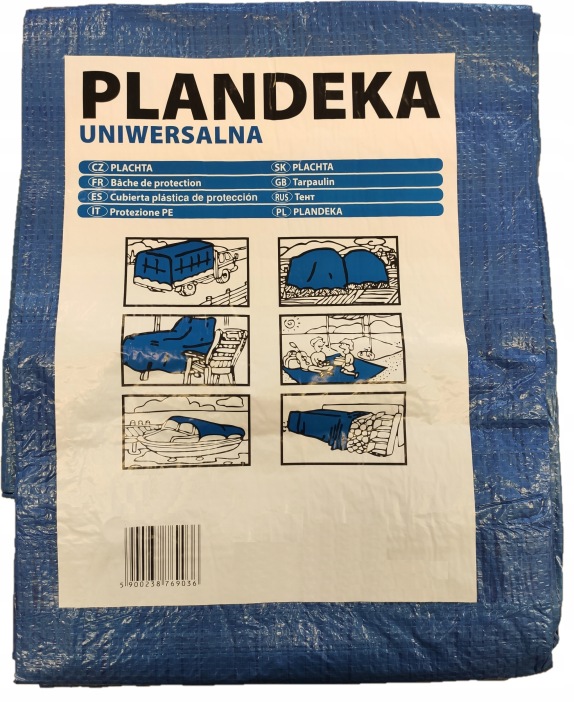 PLANDEKA
UNIWERSALNA
CZ PLACHTA
SK PLACHTA
FR Bâche de protection
GB Tarpaulin
ES Cubierta plástica de protección
RUS Тент
IT Protezione PE
PL PLANDEKA
5 900238 769036